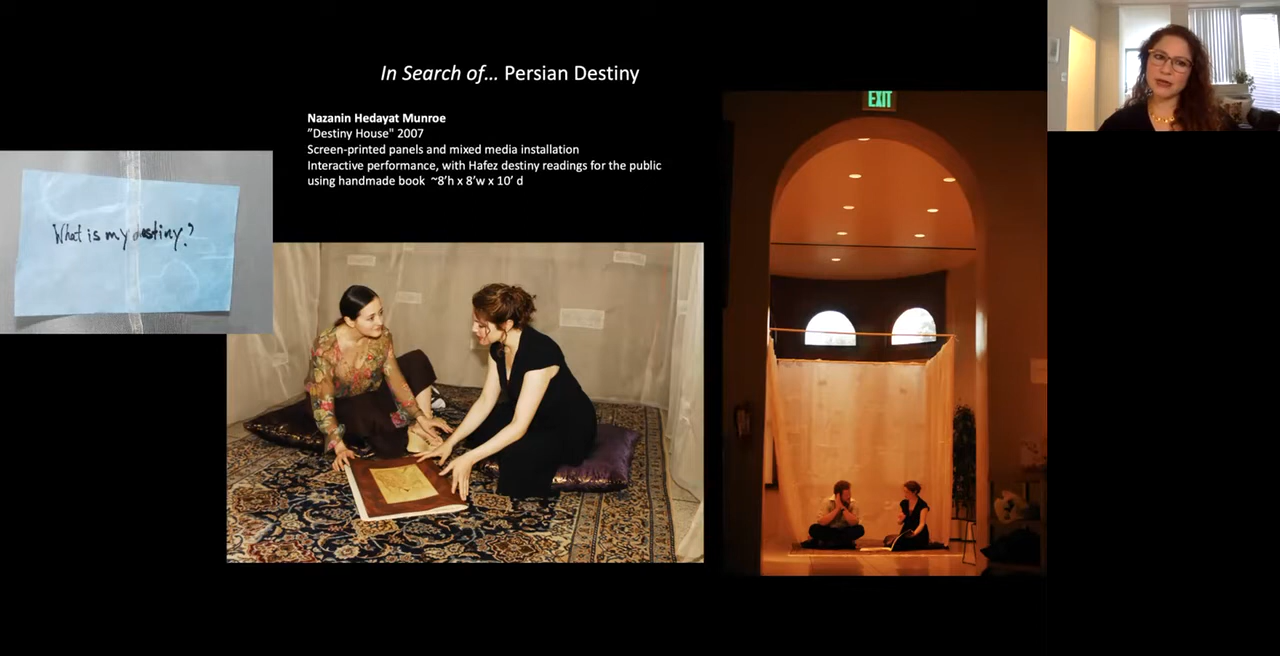 In Search of... Persian Destiny
Nazanin Hedayat Munroe
"Destiny House" 2007
Screen-printed panels and mixed media installation
Interactive performance, with Hafez destiny readings for the public
using handmade book  ~8'h x 8'w x 10' d
What is my destiny?
EXIT